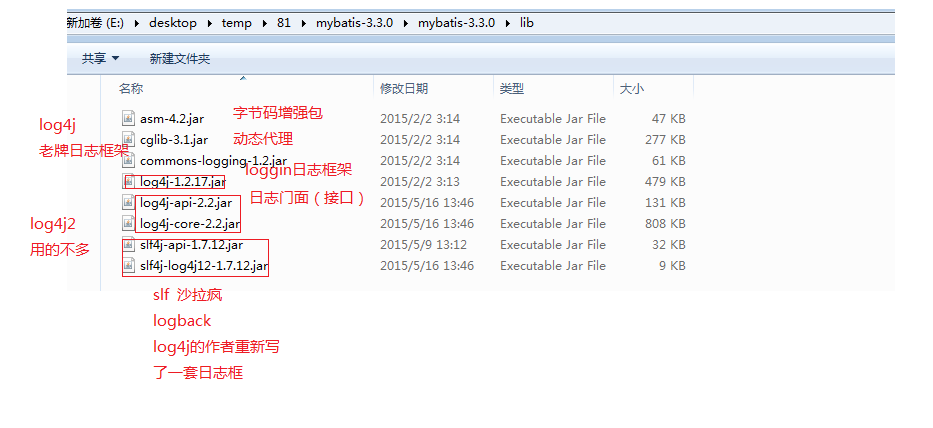 新加卷 (E:) ▸ desktop ▸ temp ▸ 81 ▸ mybatis-3.3.0 ▸ mybatis-3.3.0 ▸ lib
共享 新建文件夹
名称 修改日期 类型 大小
asm-4.2.jar 2015/2/2 3:14 Executable Jar File 47 KB
字节码增强包
cglib-3.1.jar 2015/2/2 3:14 Executable Jar File 277 KB
动态代理
log4j
老牌日志框架
commons-logging-1.2.jar 2015/2/2 3:14 Executable Jar File 61 KB
loggin日志框架
log4j-1.2.17.jar 2015/2/2 3:13 Executable Jar File 479 KB
日志门面（接口）
log4j-api-2.2.jar 2015/5/16 13:46 Executable Jar File 131 KB
log4j2
用的不多
log4j-core-2.2.jar 2015/5/16 13:46 Executable Jar File 808 KB
slf4j-api-1.7.12.jar 2015/5/9 13:12 Executable Jar File 32 KB
slf4j-log4j12-1.7.12.jar 2015/5/16 13:46 Executable Jar File 9 KB
slf 沙拉疯
logback
log4j的作者重新写
了一套日志框